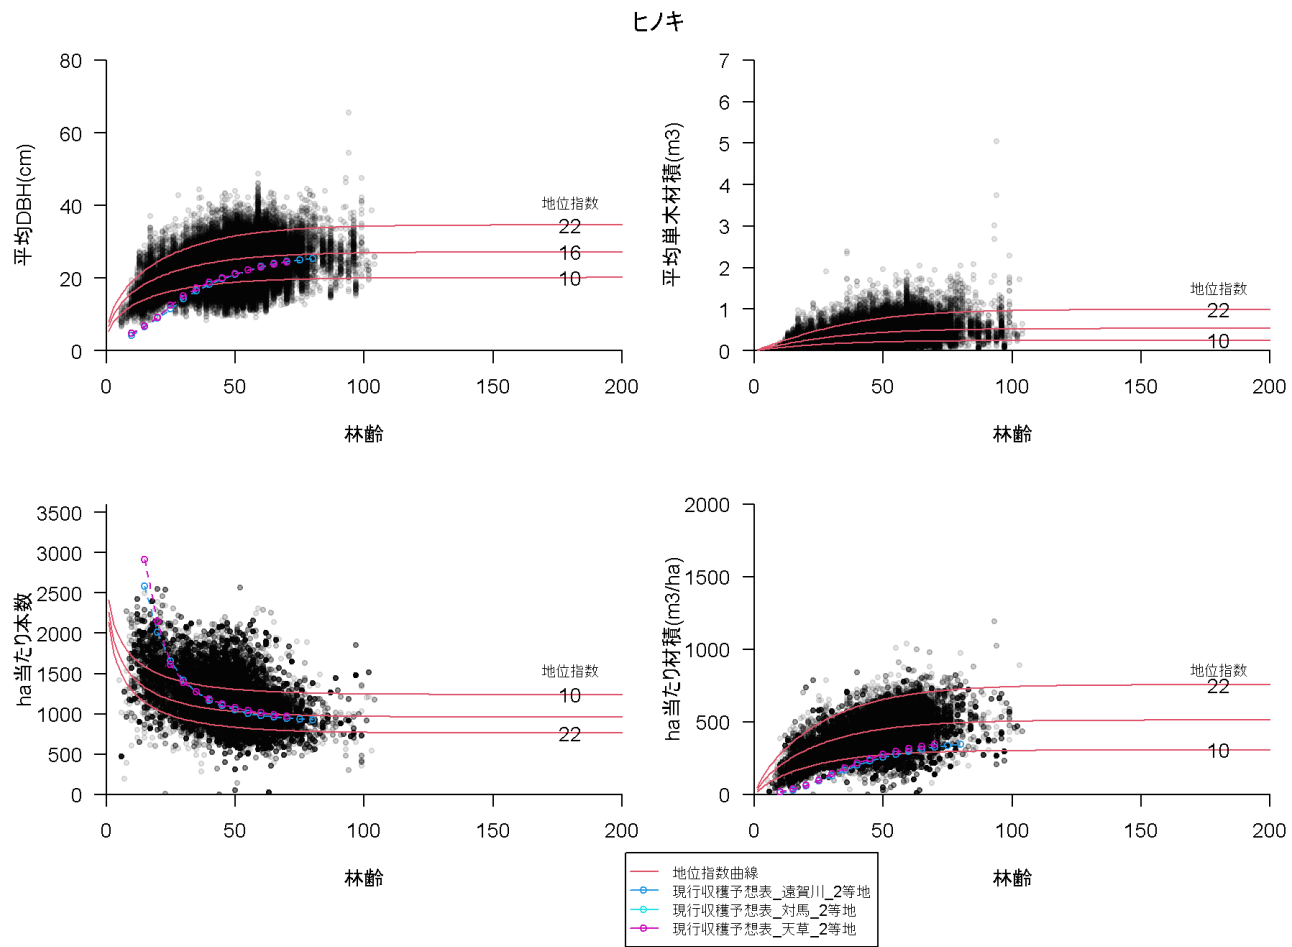 ヒノキ
平均DBH(cm)
80
60
40
20
0
地位指数
22
16
10
0 50 100 150 200
林齢
平均単木材積(m3)
7
6
5
4
3
2
1
0
地位指数
22
10
0 50 100 150 200
林齢
ha当たり本数
3500
3000
2500
2000
1500
1000
500
0
地位指数
10
22
0 50 100 150 200
林齢
ha当たり材積(m3/ha)
2000
1500
1000
500
0
地位指数
22
10
0 50 100 150 200
林齢
地位指数曲線
現行収穫予想表_遠賀川_2等地
現行収穫予想表_対馬_2等地
現行収穫予想表_天草_2等地